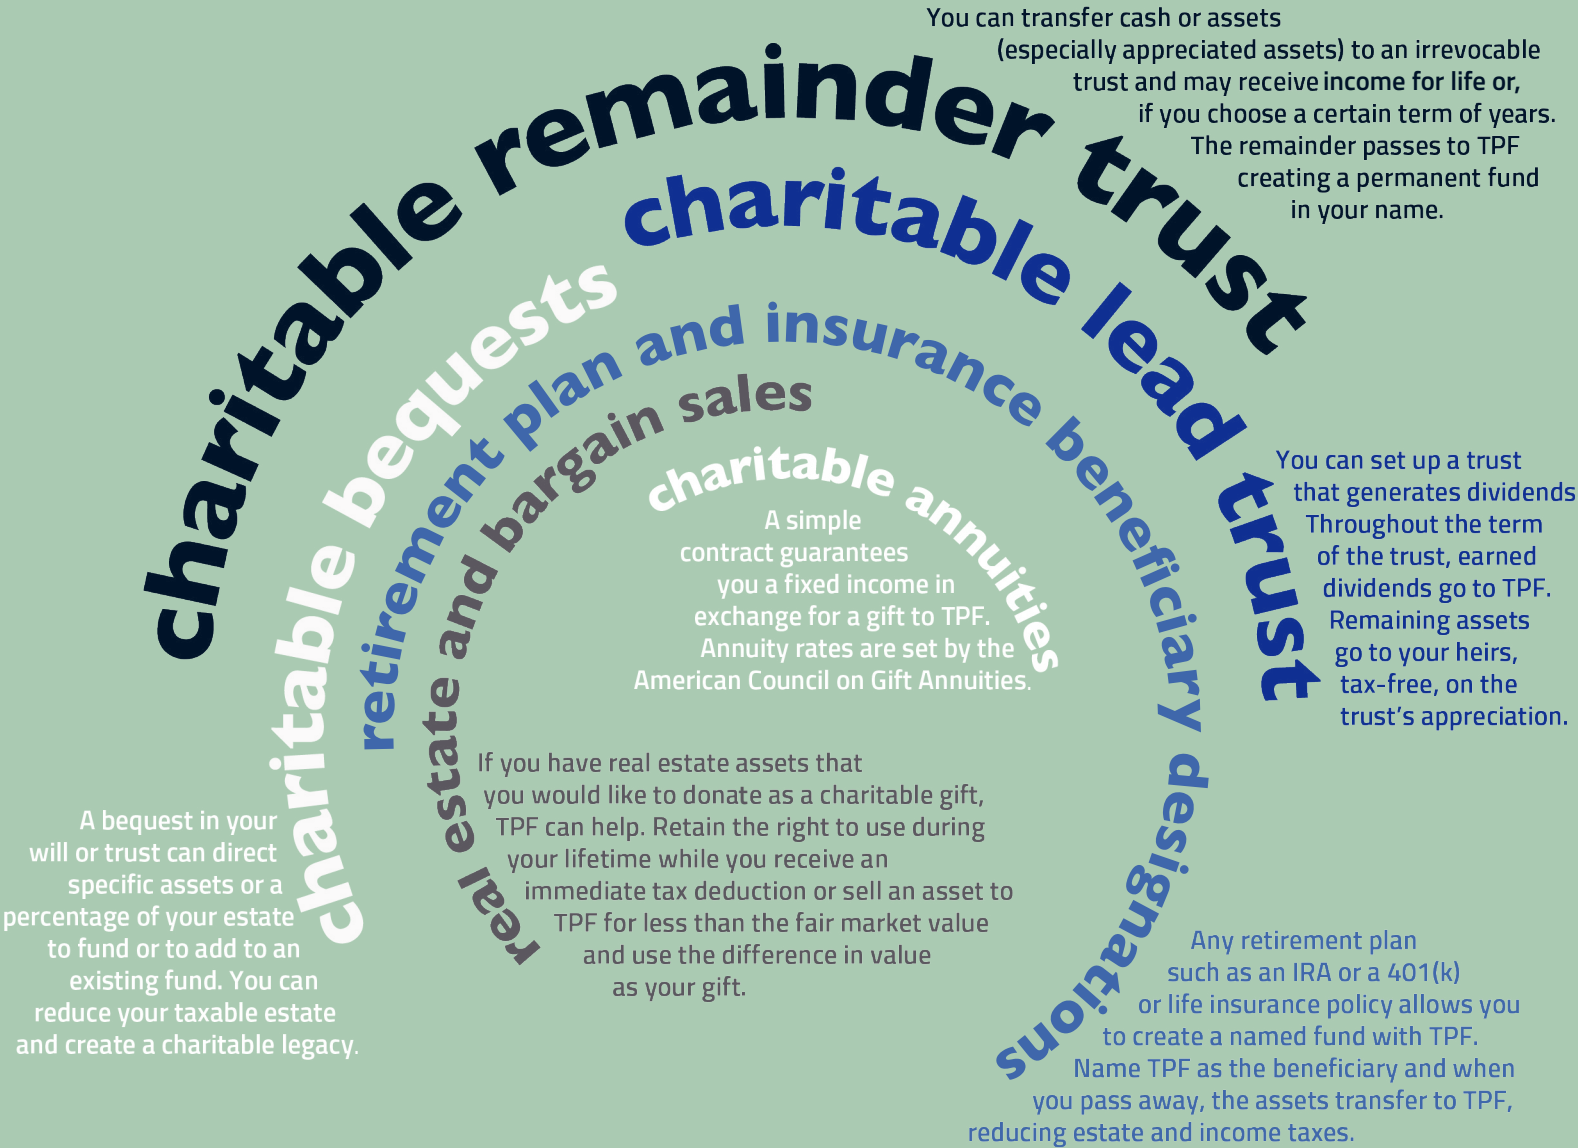 charitable remainder trust
You can transfer cash or assets
(especially appreciated assets) to an irrevocable
trust and may receive income for life or,
if you choose a certain term of years.
The remainder passes to TPF
creating a permanent fund
in your name.
charitable lead trust
You can set up a trust
that generates dividends
Throughout the term
of the trust, earned
dividends go to TPF.
Remaining assets
go to your heirs,
tax-free, on the
trust's appreciation.
charitable bequests
A bequest in your
will or trust can direct
specific assets or a
percentage of your estate
to fund or to add to an
existing fund. You can
reduce your taxable estate
and create a charitable legacy.
retirement plan and insurance beneficiary designations
Any retirement plan
such as an IRA or a 401(k)
or life insurance policy allows you
to create a named fund with TPF.
Name TPF as the beneficiary and when
you pass away, the assets transfer to TPF,
reducing estate and income taxes.
real estate and bargain sales
If you have real estate assets that
you would like to donate as a charitable gift,
TPF can help. Retain the right to use during
your lifetime while you receive an
immediate tax deduction or sell an asset to
TPF for less than the fair market value
and use the difference in value
as your gift.
charitable annuities
A simple
contract guarantees
you a fixed income in
exchange for a gift to TPF.
Annuity rates are set by the
American Council on Gift Annuities.